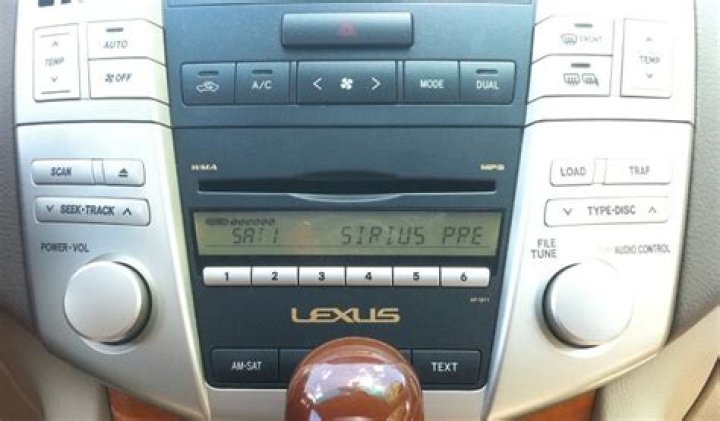 AUTO
FRONT
TEMP
OFF
A/C
MODE
DUAL
TEMP
WMA
MP3
SCAN
LOAD
TRAF
SEEK·TRACK
TYPE·DISC
SAT1 SIRIUS PRE
POWER·VOL
FILE
TUNE
AUDIO CONTROL
1 2 3 4 5 6
LEXUS
AM·SAT
TEXT